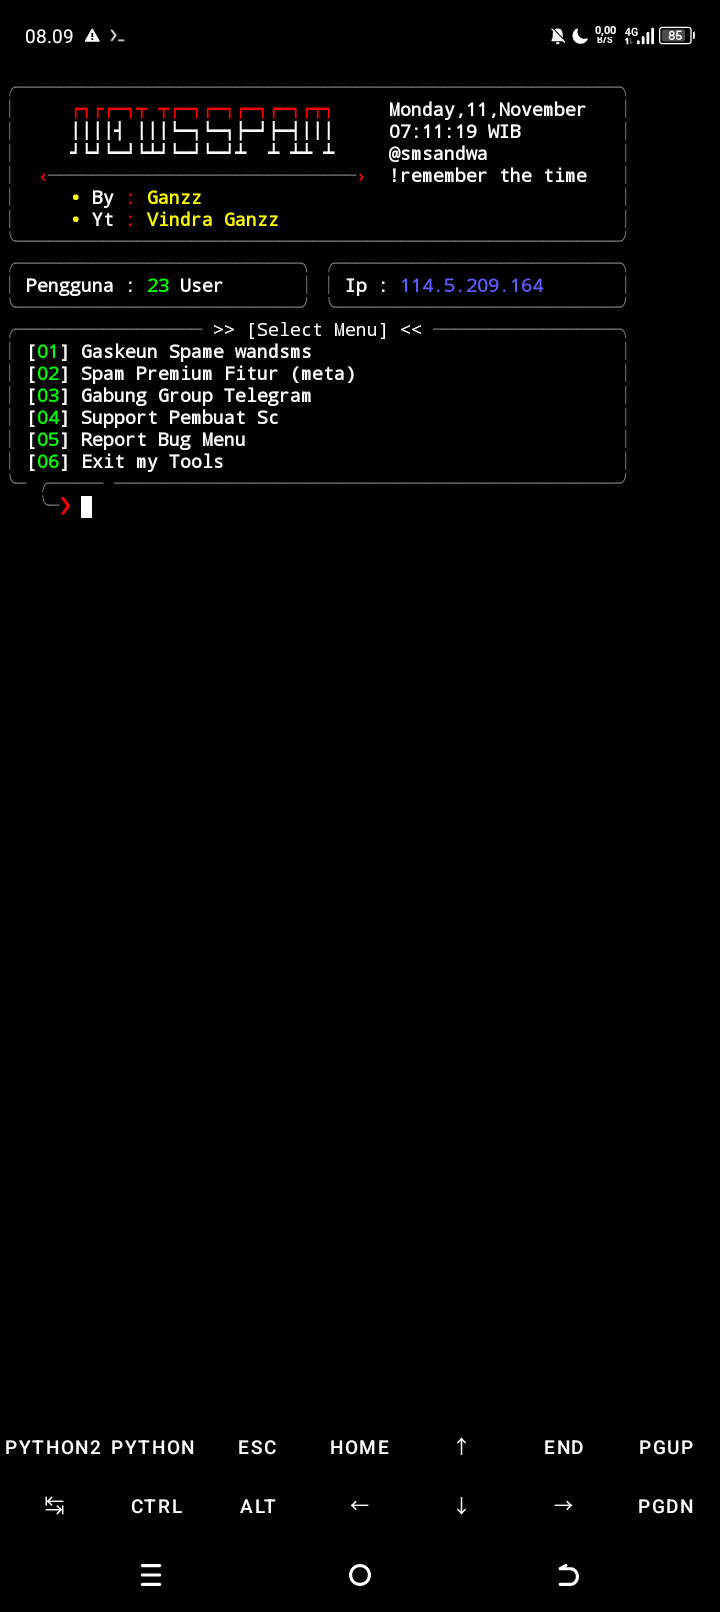 08.09
0,00 B/S 4G 85
Monday,11,November
07:11:19 WIB
@smsandwa
!remember the time
• By : Ganzz
• Yt : Vindra Ganzz
Pengguna : 23 User
Ip : 114.5.209.164
>> [Select Menu] <<
[01] Gaskeun Spame wandsms
[02] Spam Premium Fitur (meta)
[03] Gabung Group Telegram
[04] Support Pembuat Sc
[05] Report Bug Menu
[06] Exit my Tools
PYTHON2 PYTHON ESC HOME ↑ END PGUP
↹ CTRL ALT ← ↓ → PGDN